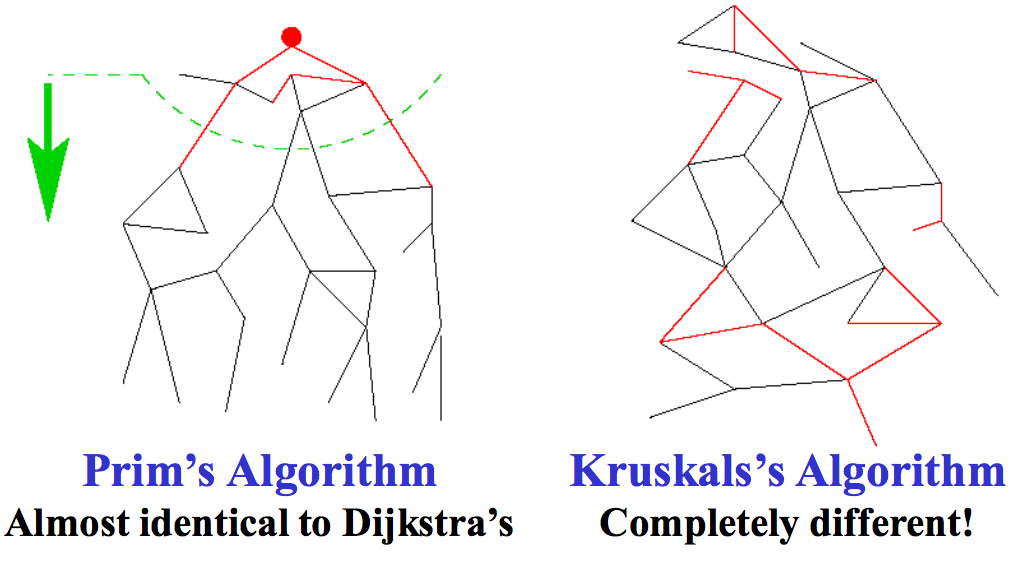 Prim’s Algorithm
Almost identical to Dijkstra’s
Kruskals’s Algorithm
Completely different!